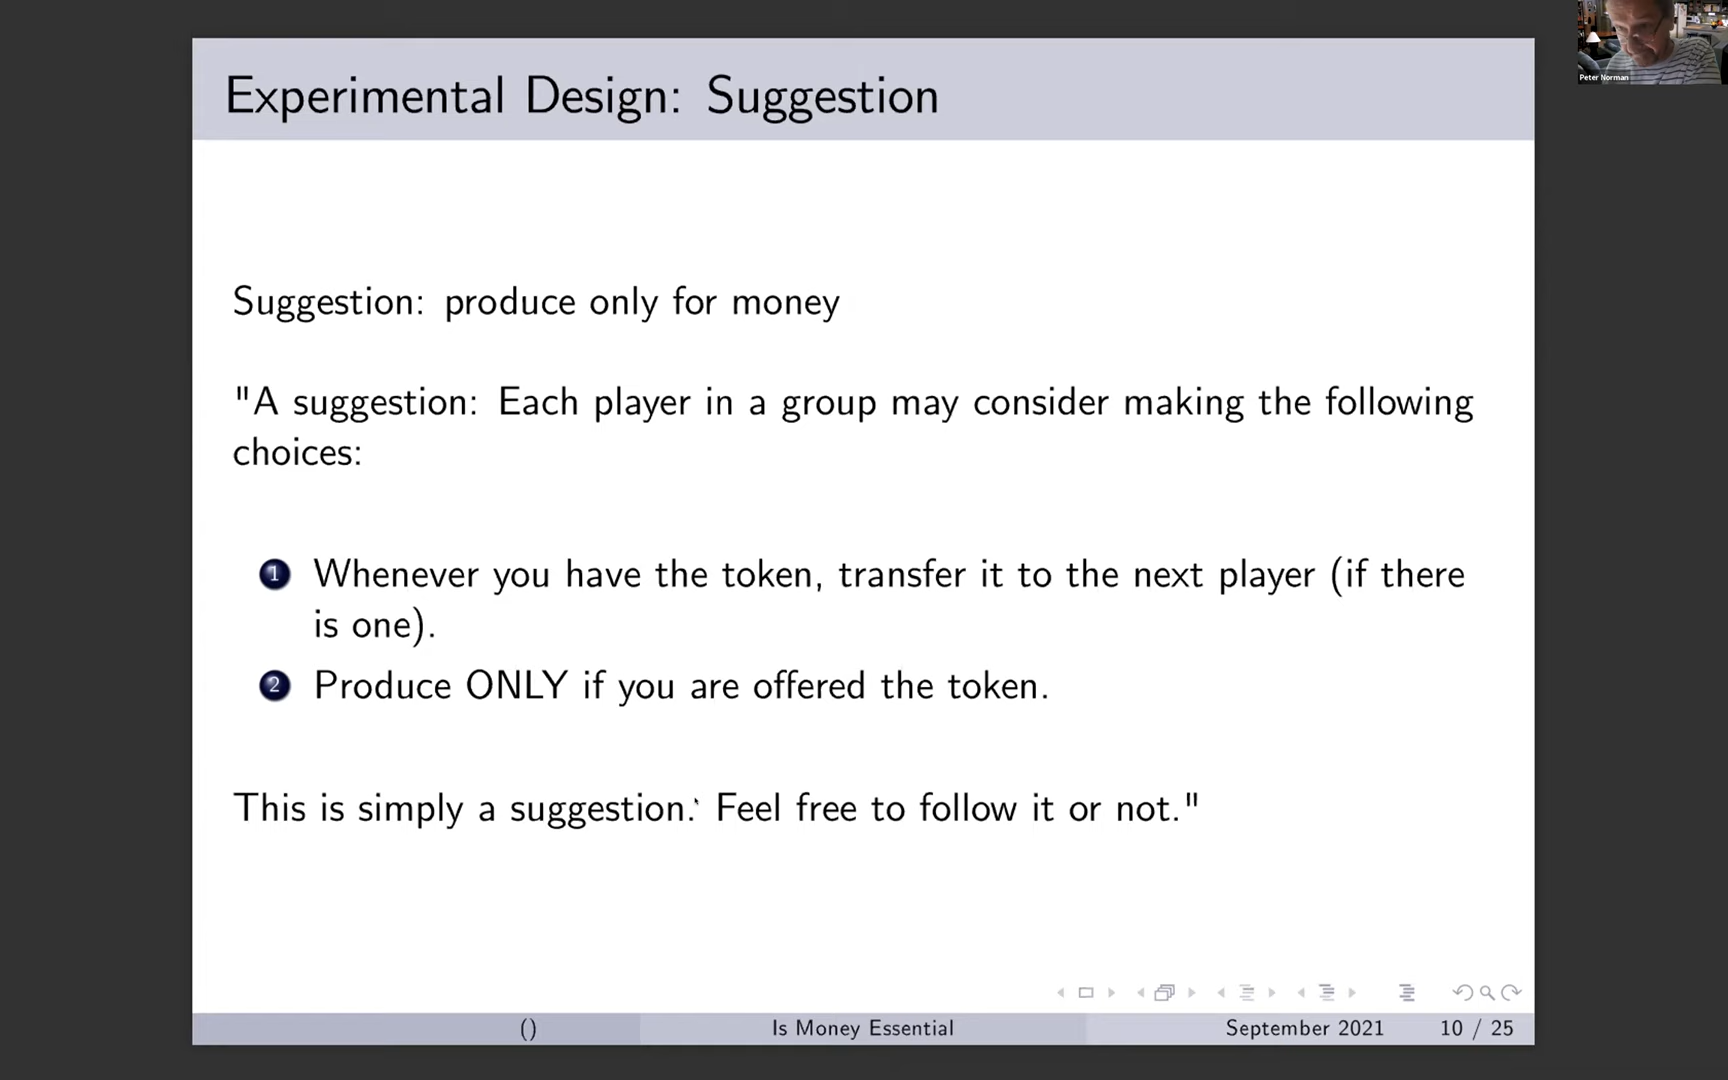 Peter Norman
Experimental Design: Suggestion
Suggestion: produce only for money
"A suggestion: Each player in a group may consider making the following
choices:
1 Whenever you have the token, transfer it to the next player (if there
is one).
2 Produce ONLY if you are offered the token.
This is simply a suggestion. Feel free to follow it or not."
() Is Money Essential September 2021 10 / 25